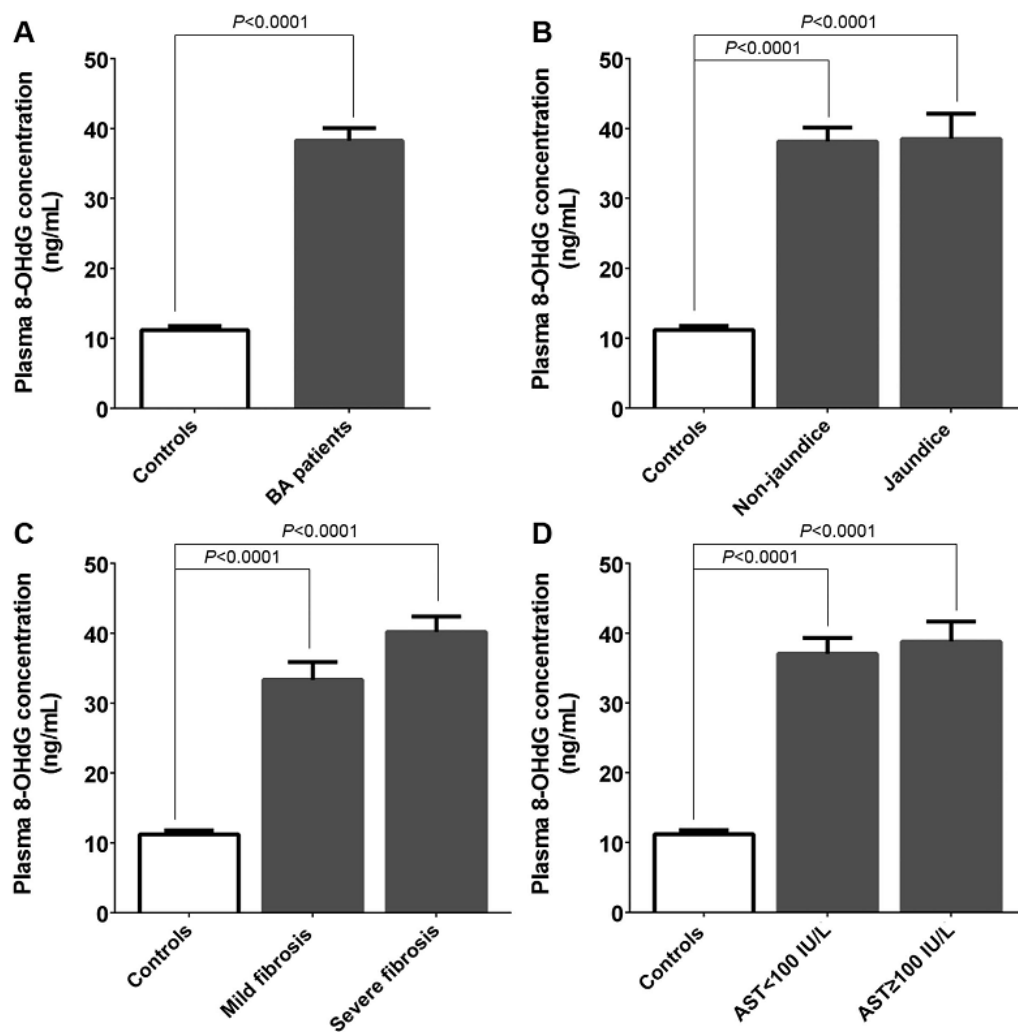 A
P<0.0001
Plasma 8-OHdG concentration
(ng/mL)
50
40
30
20
10
0
Controls
BA patients
B
P<0.0001
P<0.0001
Plasma 8-OHdG concentration
(ng/mL)
50
40
30
20
10
0
Controls
Non-jaundice
Jaundice
C
P<0.0001
P<0.0001
Plasma 8-OHdG concentration
(ng/mL)
50
40
30
20
10
0
Controls
Mild fibrosis
Severe fibrosis
D
P<0.0001
P<0.0001
Plasma 8-OHdG concentration
(ng/mL)
50
40
30
20
10
0
Controls
AST<100 IU/L
AST≥100 IU/L